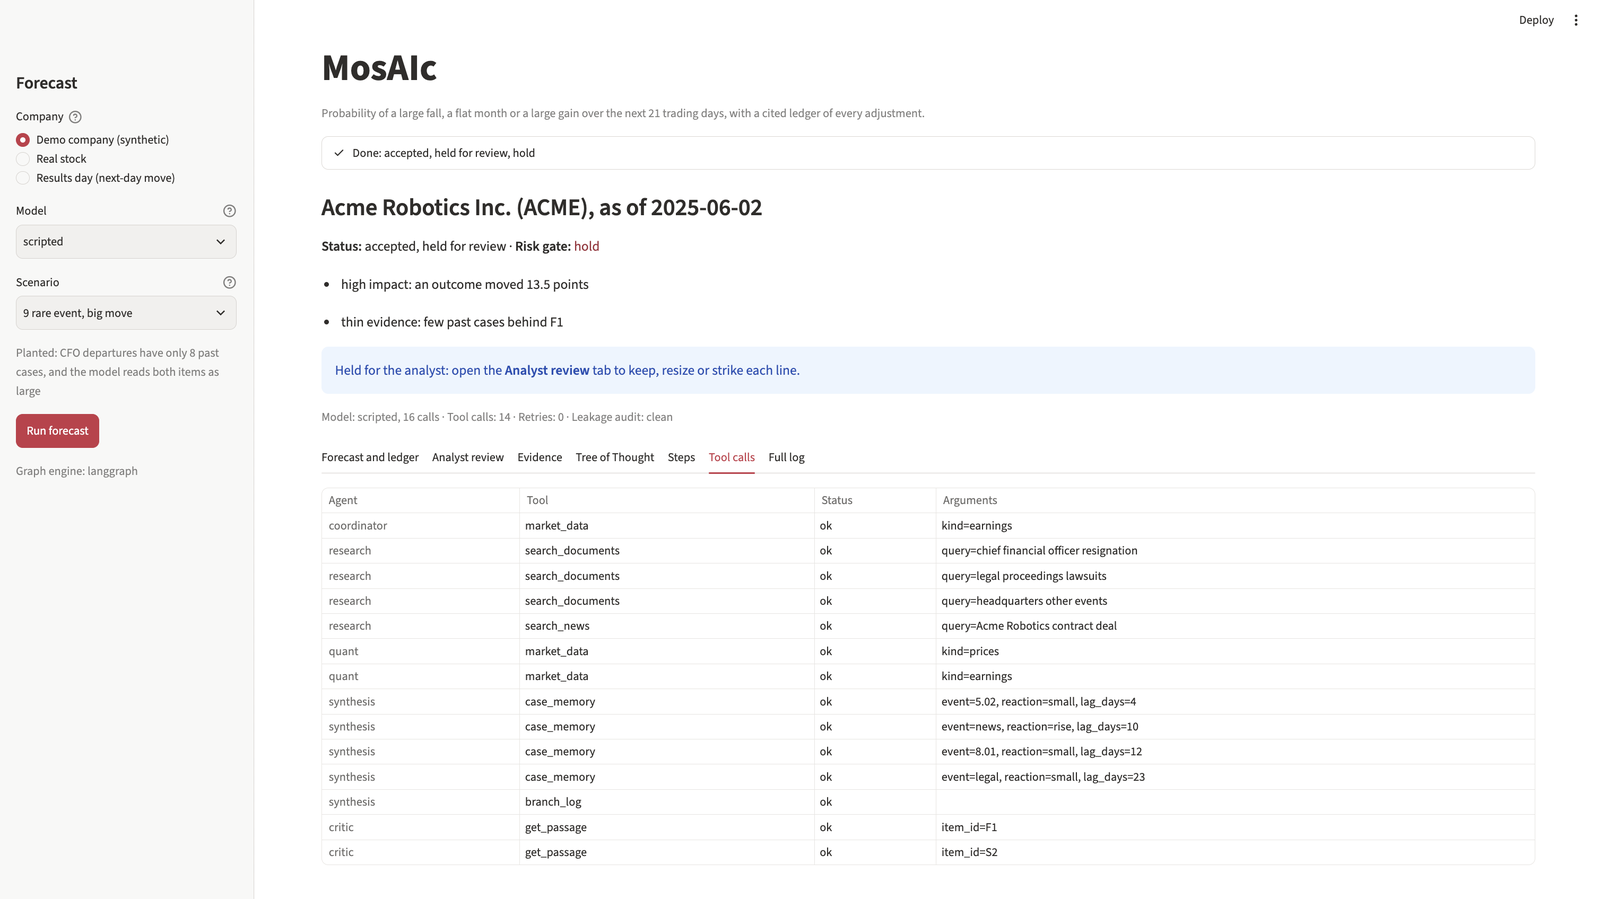 Deploy
Forecast
Company
Demo company (synthetic)
Real stock
Results day (next-day move)
Model
scripted
Scenario
9 rare event, big move
Planted: CFO departures have only 8 past
cases, and the model reads both items as
large
Run forecast
Graph engine: langgraph
MosAIc
Probability of a large fall, a flat month or a large gain over the next 21 trading days, with a cited ledger of every adjustment.
Done: accepted, held for review, hold
Acme Robotics Inc. (ACME), as of 2025-06-02
Status: accepted, held for review · Risk gate: hold
• high impact: an outcome moved 13.5 points
• thin evidence: few past cases behind F1
Held for the analyst: open the Analyst review tab to keep, resize or strike each line.
Model: scripted, 16 calls · Tool calls: 14 · Retries: 0 · Leakage audit: clean
Forecast and ledger Analyst review Evidence Tree of Thought Steps Tool calls Full log
Agent Tool Status Arguments
coordinator market_data ok kind=earnings
research search_documents ok query=chief financial officer resignation
research search_documents ok query=legal proceedings lawsuits
research search_documents ok query=headquarters other events
research search_news ok query=Acme Robotics contract deal
quant market_data ok kind=prices
quant market_data ok kind=earnings
synthesis case_memory ok event=5.02, reaction=small, lag_days=4
synthesis case_memory ok event=news, reaction=rise, lag_days=10
synthesis case_memory ok event=8.01, reaction=small, lag_days=12
synthesis case_memory ok event=legal, reaction=small, lag_days=23
synthesis branch_log ok
critic get_passage ok item_id=F1
critic get_passage ok item_id=S2